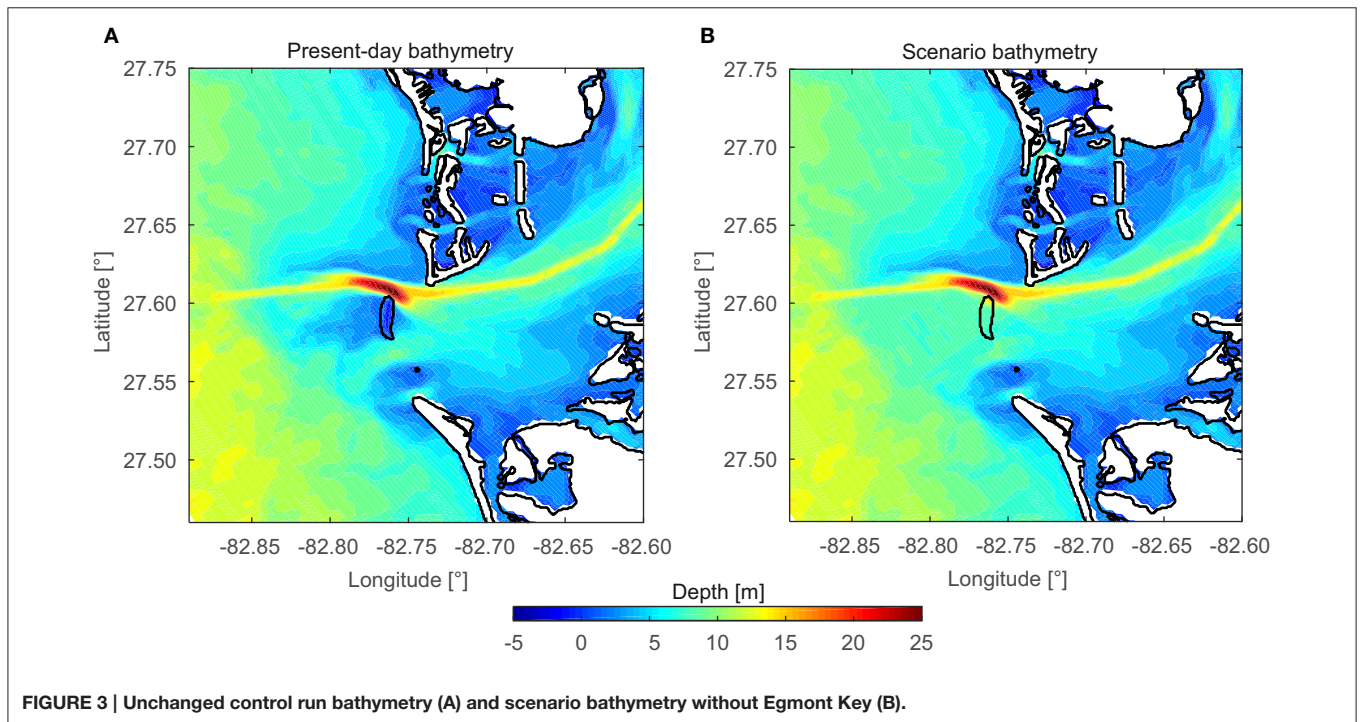 A
Present-day bathymetry
27.75
27.70
27.65
27.60
27.55
27.50
Latitude [°]
-82.85 -82.80 -82.75 -82.70 -82.65 -82.60
Longitude [°]
B
Scenario bathymetry
27.75
27.70
27.65
27.60
27.55
27.50
Latitude [°]
-82.85 -82.80 -82.75 -82.70 -82.65 -82.60
Longitude [°]
Depth [m]
-5 0 5 10 15 20 25
FIGURE 3 | Unchanged control run bathymetry (A) and scenario bathymetry without Egmont Key (B).